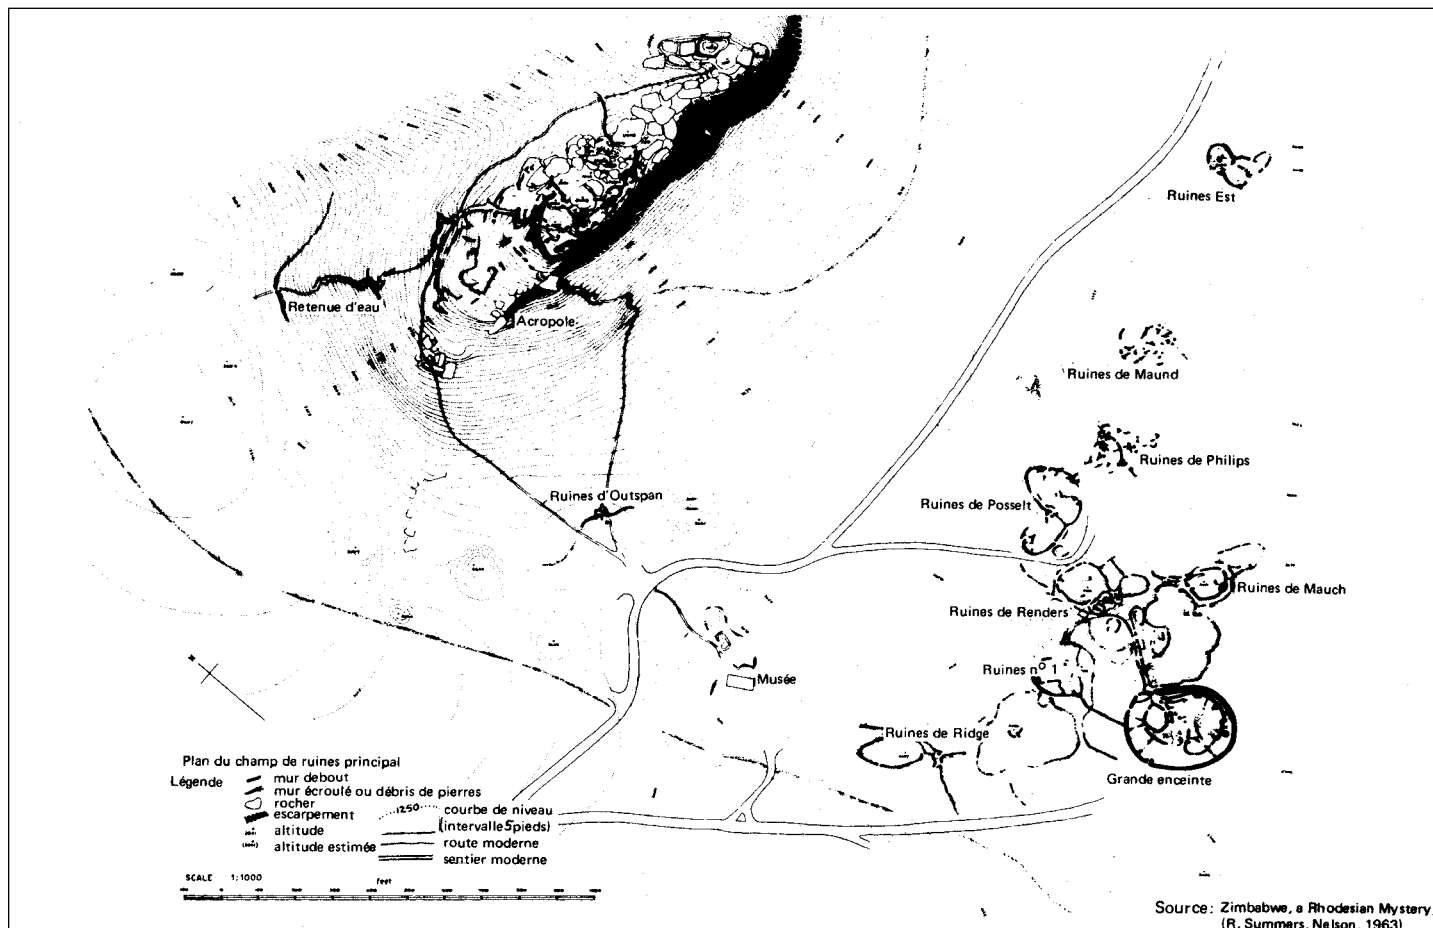 Ruines Est
Retenue d'eau
Acropole
Ruines de Maund
Ruines de Philips
Ruines d'Outspan
Ruines de Posselt
Ruines de Mauch
Ruines de Renders
Ruines nº 1
Musée
Ruines de Ridge
Grande enceinte
Plan du champ de ruines principal
Légende
mur debout
mur écroulé ou débris de pierres
rocher
escarpement
altitude
altitude estimée
1250 courbe de niveau
(intervalle 5 pieds)
route moderne
sentier moderne
SCALE 1:1000
feet
Source: Zimbabwe, a Rhodesian Mystery,
(R. Summers, Nelson, 1963)